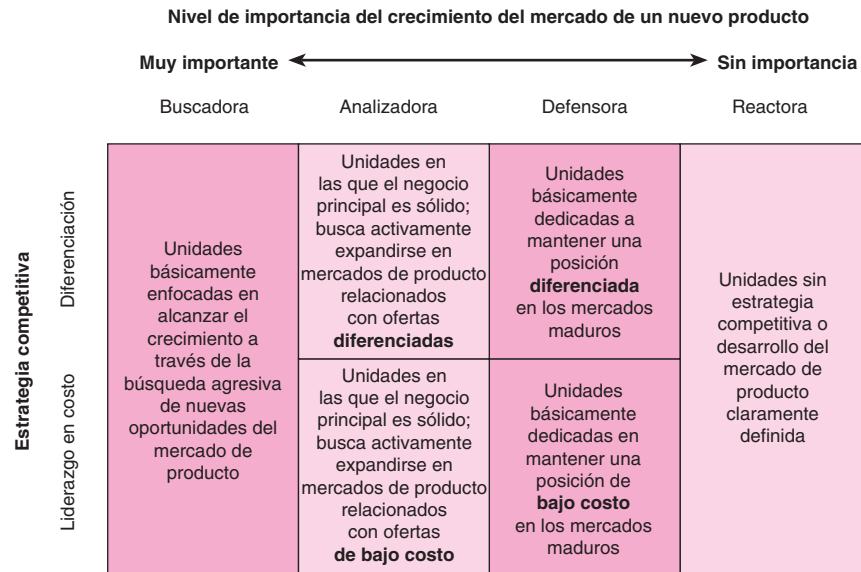 Nivel de importancia del crecimiento del mercado de un nuevo producto
Muy importante
Sin importancia
Buscadora
Analizadora
Defensora
Reactora
Estrategia competitiva
Diferenciación
Liderazgo en costo
Unidades
básicamente
enfocadas en
alcanzar el
crecimiento a
través de la
búsqueda agresiva
de nuevas
oportunidades del
mercado de
producto
Unidades en
las que el negocio
principal es sólido;
busca activamente
expandirse en
mercados de producto
relacionados
con ofertas
diferenciadas
Unidades
básicamente
dedicadas a
mantener una
posición
diferenciada
en los mercados
maduros
Unidades sin
estrategia
competitiva o
desarrollo del
mercado de
producto
claramente
definida
Unidades en
las que el negocio
principal es sólido;
busca activamente
expandirse en
mercados de producto
relacionados
con ofertas
de bajo costo
Unidades
básicamente
dedicadas en
mantener una
posición de
bajo costo
en los mercados
maduros